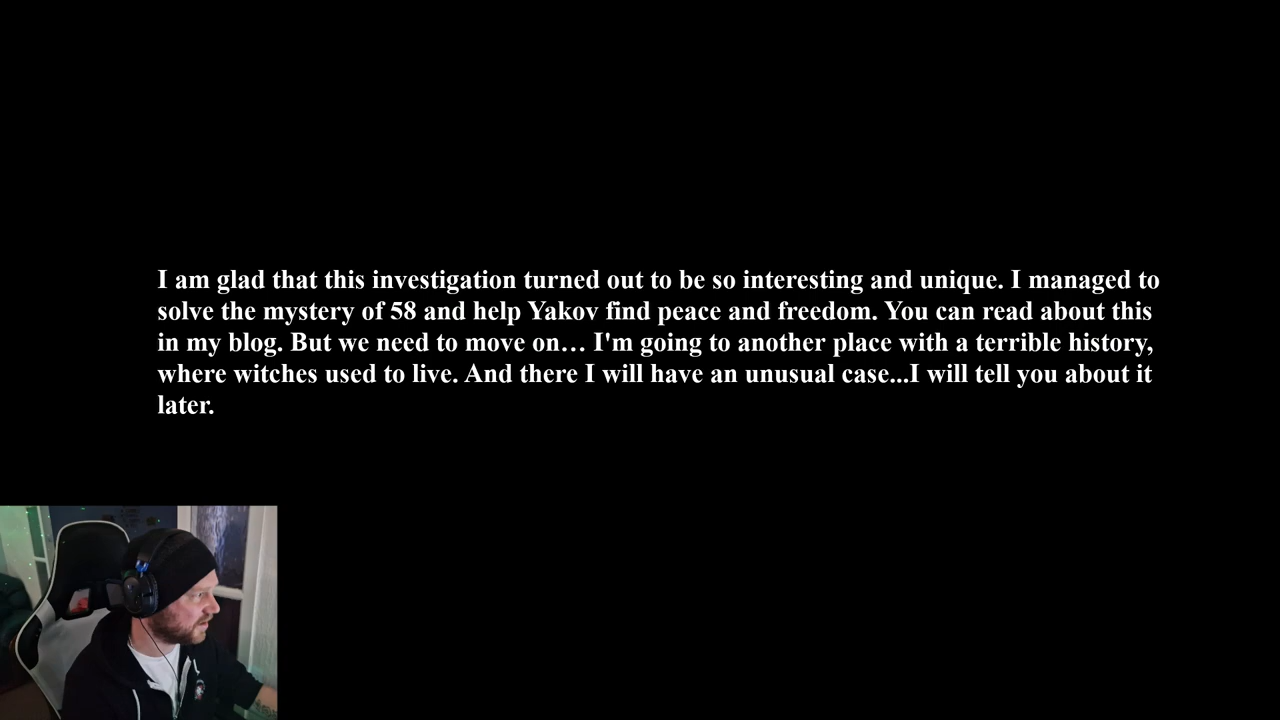 I am glad that this investigation turned out to be so interesting and unique. I managed to
solve the mystery of 58 and help Yakov find peace and freedom. You can read about this
in my blog. But we need to move on… I'm going to another place with a terrible history,
where witches used to live. And there I will have an unusual case...I will tell you about it
later.